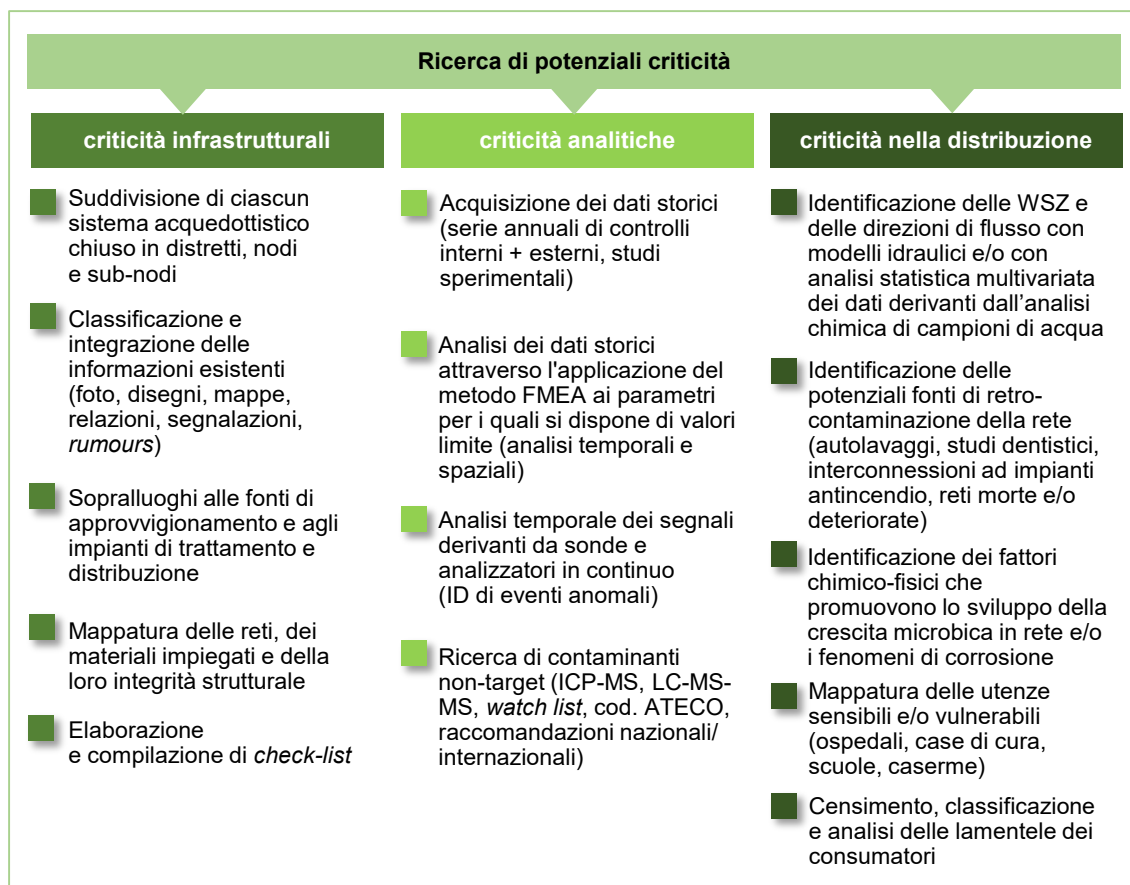 Ricerca di potenziali criticità
criticità infrastrutturali
Suddivisione di ciascun
sistema acquedottistico
chiuso in distretti, nodi
e sub-nodi
Classificazione e
integrazione delle
informazioni esistenti
(foto, disegni, mappe,
relazioni, segnalazioni,
rumours)
Sopralluoghi alle fonti di
approvvigionamento e agli
impianti di trattamento e
distribuzione
Mappatura delle reti, dei
materiali impiegati e della
loro integrità strutturale
Elaborazione
e compilazione di check-list
criticità analitiche
Acquisizione dei dati storici
(serie annuali di controlli
interni + esterni, studi
sperimentali)
Analisi dei dati storici
attraverso l'applicazione del
metodo FMEA ai parametri
per i quali si dispone di valori
limite (analisi temporali e
spaziali)
Analisi temporale dei segnali
derivanti da sonde e
analizzatori in continuo
(ID di eventi anomali)
Ricerca di contaminanti
non-target (ICP-MS, LC-MS-
MS, watch list, cod. ATECO,
raccomandazioni nazionali/
internazionali)
criticità nella distribuzione
Identificazione delle WSZ e
delle direzioni di flusso con
modelli idraulici e/o con
analisi statistica multivariata
dei dati derivanti dall’analisi
chimica di campioni di acqua
Identificazione delle
potenziali fonti di retro-
contaminazione della rete
(autolavaggi, studi dentistici,
interconnessioni ad impianti
antincendio, reti morte e/o
deteriorate)
Identificazione dei fattori
chimico-fisici che
promuovono lo sviluppo della
crescita microbica in rete e/o
i fenomeni di corrosione
Mappatura delle utenze
sensibili e/o vulnerabili
(ospedali, case di cura,
scuole, caserme)
Censimento, classificazione
e analisi delle lamentele dei
consumatori